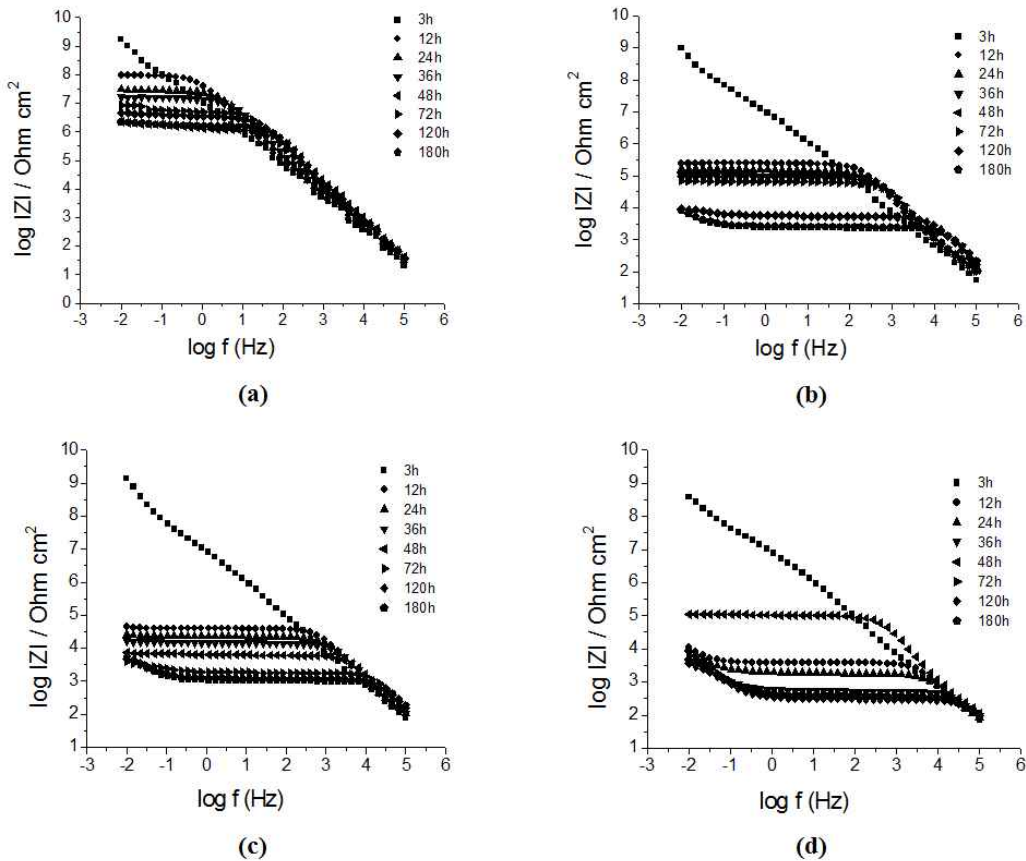 log IZI / Ohm cm²
10
9
8
7
6
5
4
3
2
1
0
3h
12h
24h
36h
48h
72h
120h
180h
-3 -2 -1 0 1 2 3 4 5 6
log f (Hz)
(a)
log IZI / Ohm cm²
10
9
8
7
6
5
4
3
2
1
3h
12h
24h
36h
48h
72h
120h
180h
-3 -2 -1 0 1 2 3 4 5 6
log f (Hz)
(b)
log IZI / Ohm cm²
10
9
8
7
6
5
4
3
2
1
3h
12h
24h
36h
48h
72h
120h
180h
-3 -2 -1 0 1 2 3 4 5 6
log f (Hz)
(c)
log IZI / Ohm cm²
10
9
8
7
6
5
4
3
2
1
3h
12h
24h
36h
48h
72h
120h
180h
-3 -2 -1 0 1 2 3 4 5 6
log f (Hz)
(d)